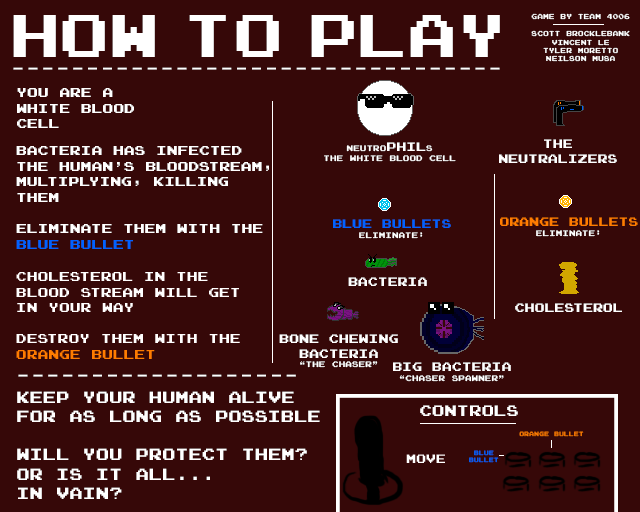 HOW TO PLAY
GAME BY TEAM 4006
SCOTT BROCKLEBANK
VINCENT LE
TYLER MORETTO
NEILSON MUSA
YOU ARE A
WHITE BLOOD
CELL
BACTERIA HAS INFECTED
THE HUMAN'S BLOODSTREAM,
MULTIPLYING, KILLING
THEM
ELIMINATE THEM WITH THE
BLUE BULLET
CHOLESTEROL IN THE
BLOOD STREAM WILL GET
IN YOUR WAY
DESTROY THEM WITH THE
ORANGE BULLET
KEEP YOUR HUMAN ALIVE
FOR AS LONG AS POSSIBLE
WILL YOU PROTECT THEM?
OR IS IT ALL...
IN VAIN?
NEUTROPHILS
THE WHITE BLOOD CELL
BLUE BULLETS
ELIMINATE:
BACTERIA
BONE CHEWING
BACTERIA
"THE CHASER"
BIG BACTERIA
"CHASER SPAWNER"
THE
NEUTRALIZERS
ORANGE BULLETS
ELIMINATE:
CHOLESTEROL
CONTROLS
MOVE
ORANGE BULLET
BLUE
BULLET